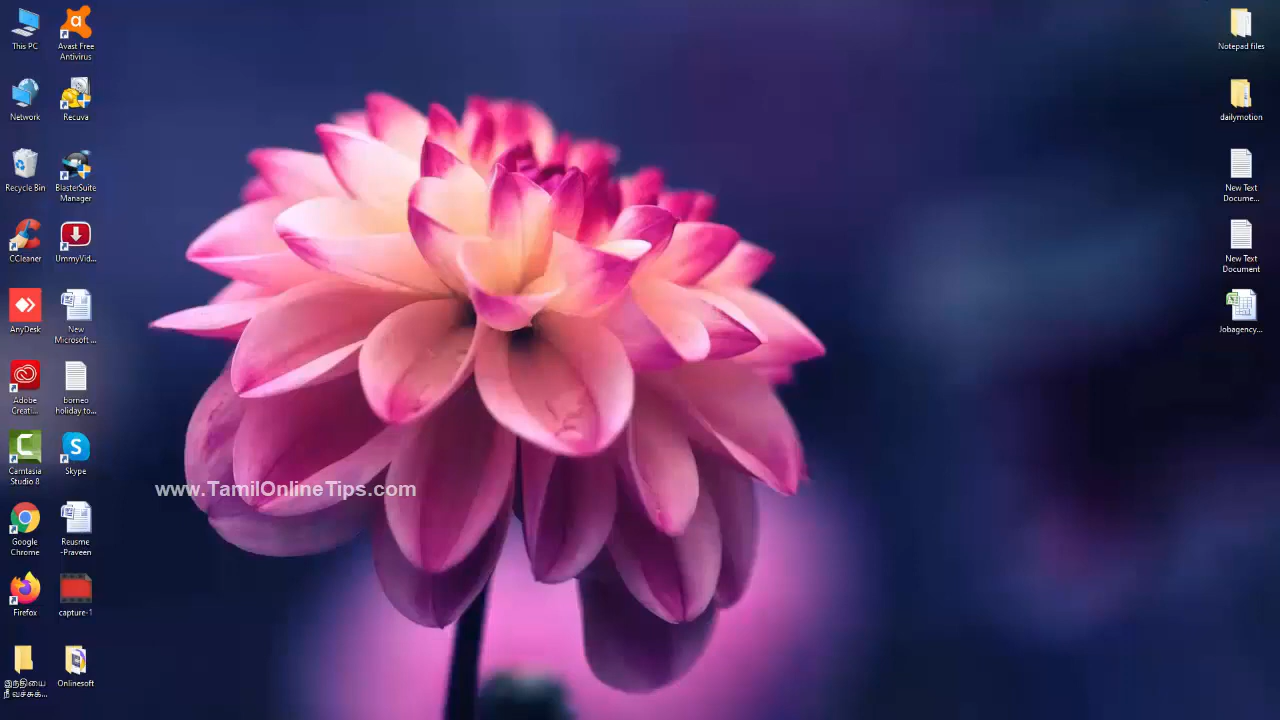 This PC
Avast Free
Antivirus
Network
Recuva
Recycle Bin
BlasterSuite
Manager
CCleaner
UmmyVid...
AnyDesk
New
Microsoft ...
Adobe
Creati...
borneo
holiday to...
Camtasia
Studio 8
Skype
Google
Chrome
Reusme
-Praveen
Firefox
capture-1
இந்தியை
நீ வச்சுக்...
Onlinesoft
www.TamilOnlineTips.com
Notepad files
dailymotion
New Text
Docume...
New Text
Document
Jobagency...